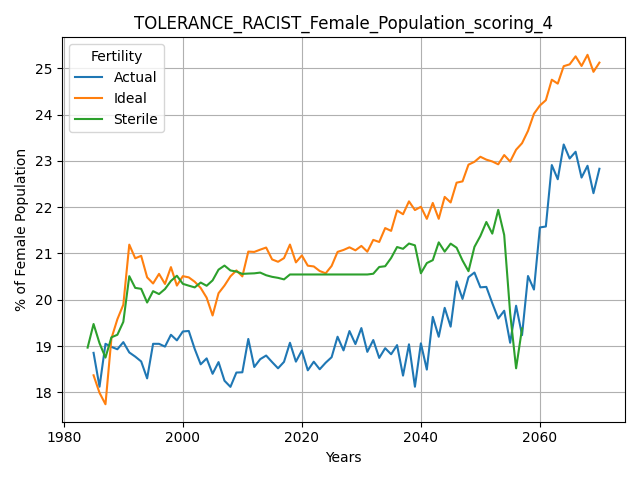 TOLERANCE_RACIST_Female_Population_scoring_4
Fertility
Actual
Ideal
Sterile
% of Female Population
25
24
23
22
21
20
19
18
1980
2000
2020
2040
2060
Years